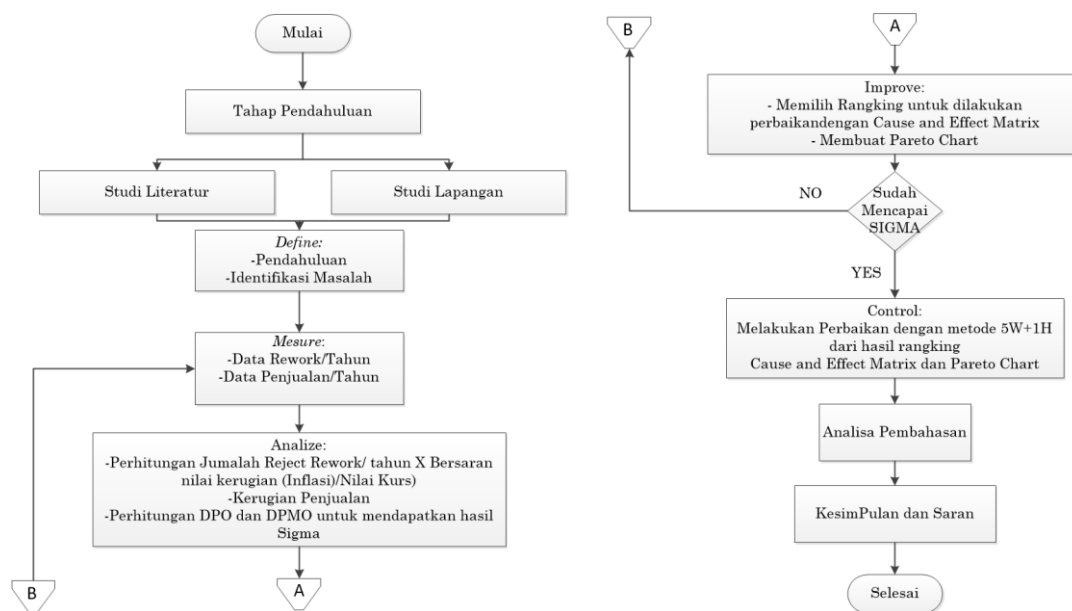 Mulai
Tahap Pendahuluan
Studi Literatur
Studi Lapangan
Define:
-Pendahuluan
-Identifikasi Masalah
Mesure:
-Data Rework/Tahun
-Data Penjualan/Tahun
Analize:
-Perhitungan Jumalah Reject Rework/ tahun X Bersaran
nilai kerugian (Inflasi)/Nilai Kurs)
-Kerugian Penjualan
-Perhitungan DPO dan DPMO untuk mendapatkan hasil
Sigma
B
A
B
A
Improve:
- Memilih Rangking untuk dilakukan
perbaikandengan Cause and Effect Matrix
- Membuat Pareto Chart
NO
Sudah
Mencapai
SIGMA
YES
Control:
Melakukan Perbaikan dengan metode 5W+1H
dari hasil rangking
Cause and Effect Matrix dan Pareto Chart
Analisa Pembahasan
KesimPulan dan Saran
Selesai